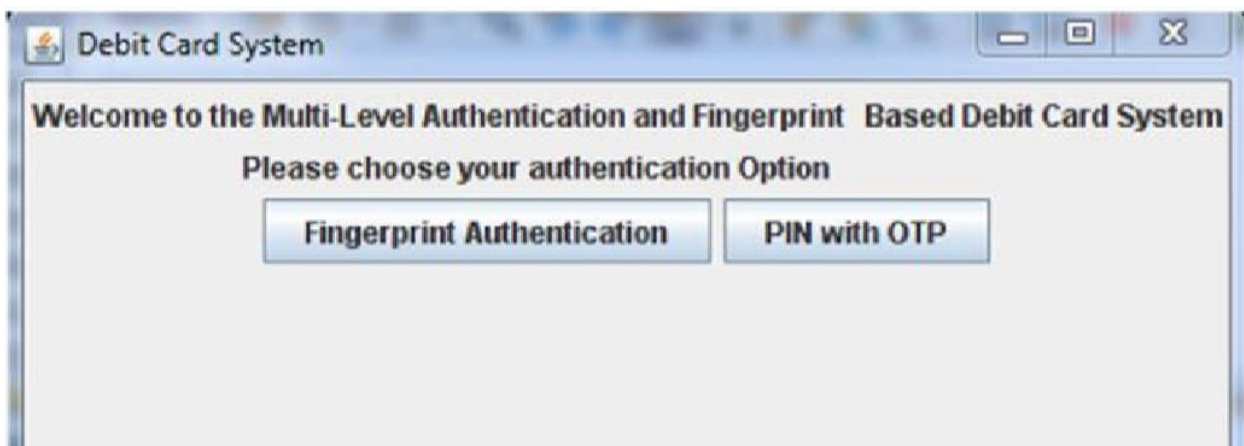 Debit Card System
Welcome to the Multi-Level Authentication and Fingerprint  Based Debit Card System
Please choose your authentication Option
Fingerprint Authentication PIN with OTP